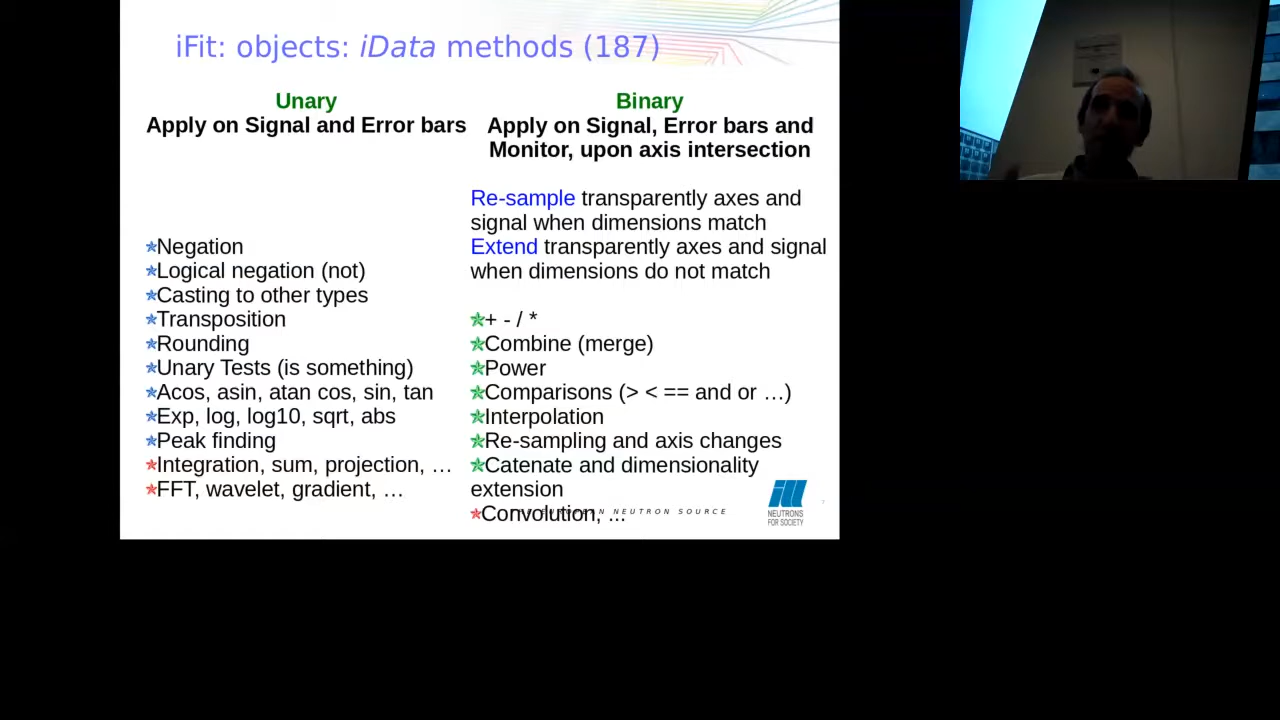 iFit: objects: iData methods (187)
Unary
Apply on Signal and Error bars
Negation
Logical negation (not)
Casting to other types
Transposition
Rounding
Unary Tests (is something)
Acos, asin, atan cos, sin, tan
Exp, log, log10, sqrt, abs
Peak finding
Integration, sum, projection, …
FFT, wavelet, gradient, …
Binary
Apply on Signal, Error bars and
Monitor, upon axis intersection
Re-sample transparently axes and
signal when dimensions match
Extend transparently axes and signal
when dimensions do not match
+ - / *
Combine (merge)
Power
Comparisons (> < == and or …)
Interpolation
Re-sampling and axis changes
Catenate and dimensionality
extension
Convolution, ...
NEUTRON SOURCE
NEUTRONS
FOR SOCIETY